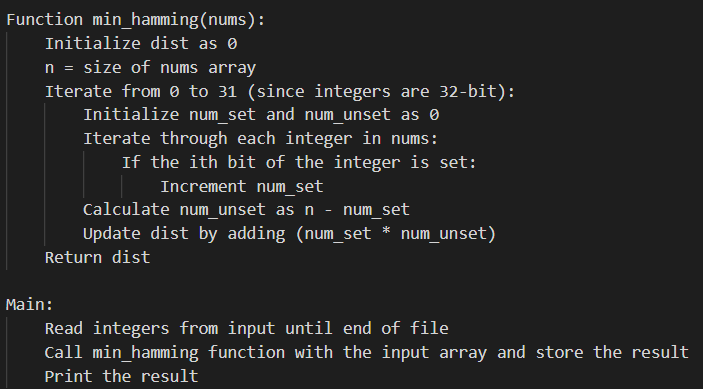 Function min_hamming(nums):
Initialize dist as 0
n = size of nums array
Iterate from 0 to 31 (since integers are 32-bit):
Initialize num_set and num_unset as 0
Iterate through each integer in nums:
If the ith bit of the integer is set:
Increment num_set
Calculate num_unset as n - num_set
Update dist by adding (num_set * num_unset)
Return dist
Main:
Read integers from input until end of file
Call min_hamming function with the input array and store the result
Print the result